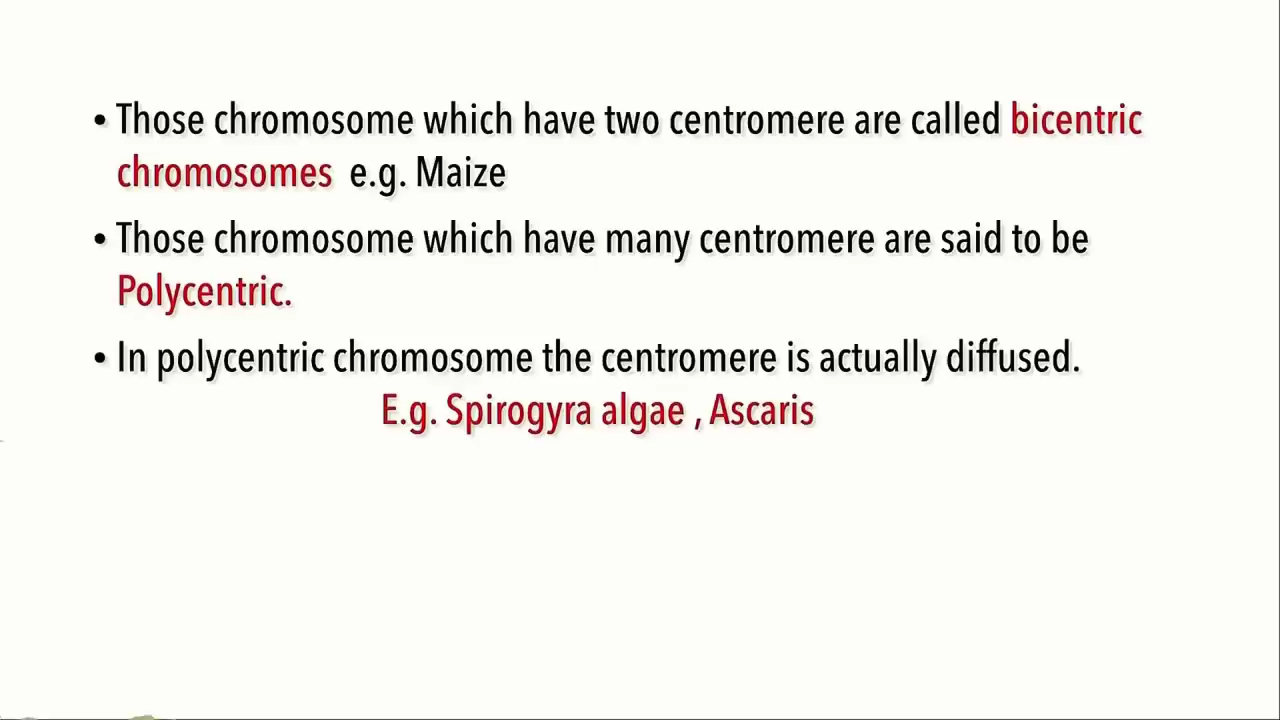 • Those chromosome which have two centromere are called bicentric
chromosomes e.g. Maize
• Those chromosome which have many centromere are said to be
Polycentric.
• In polycentric chromosome the centromere is actually diffused.
E.g. Spirogyra algae , Ascaris